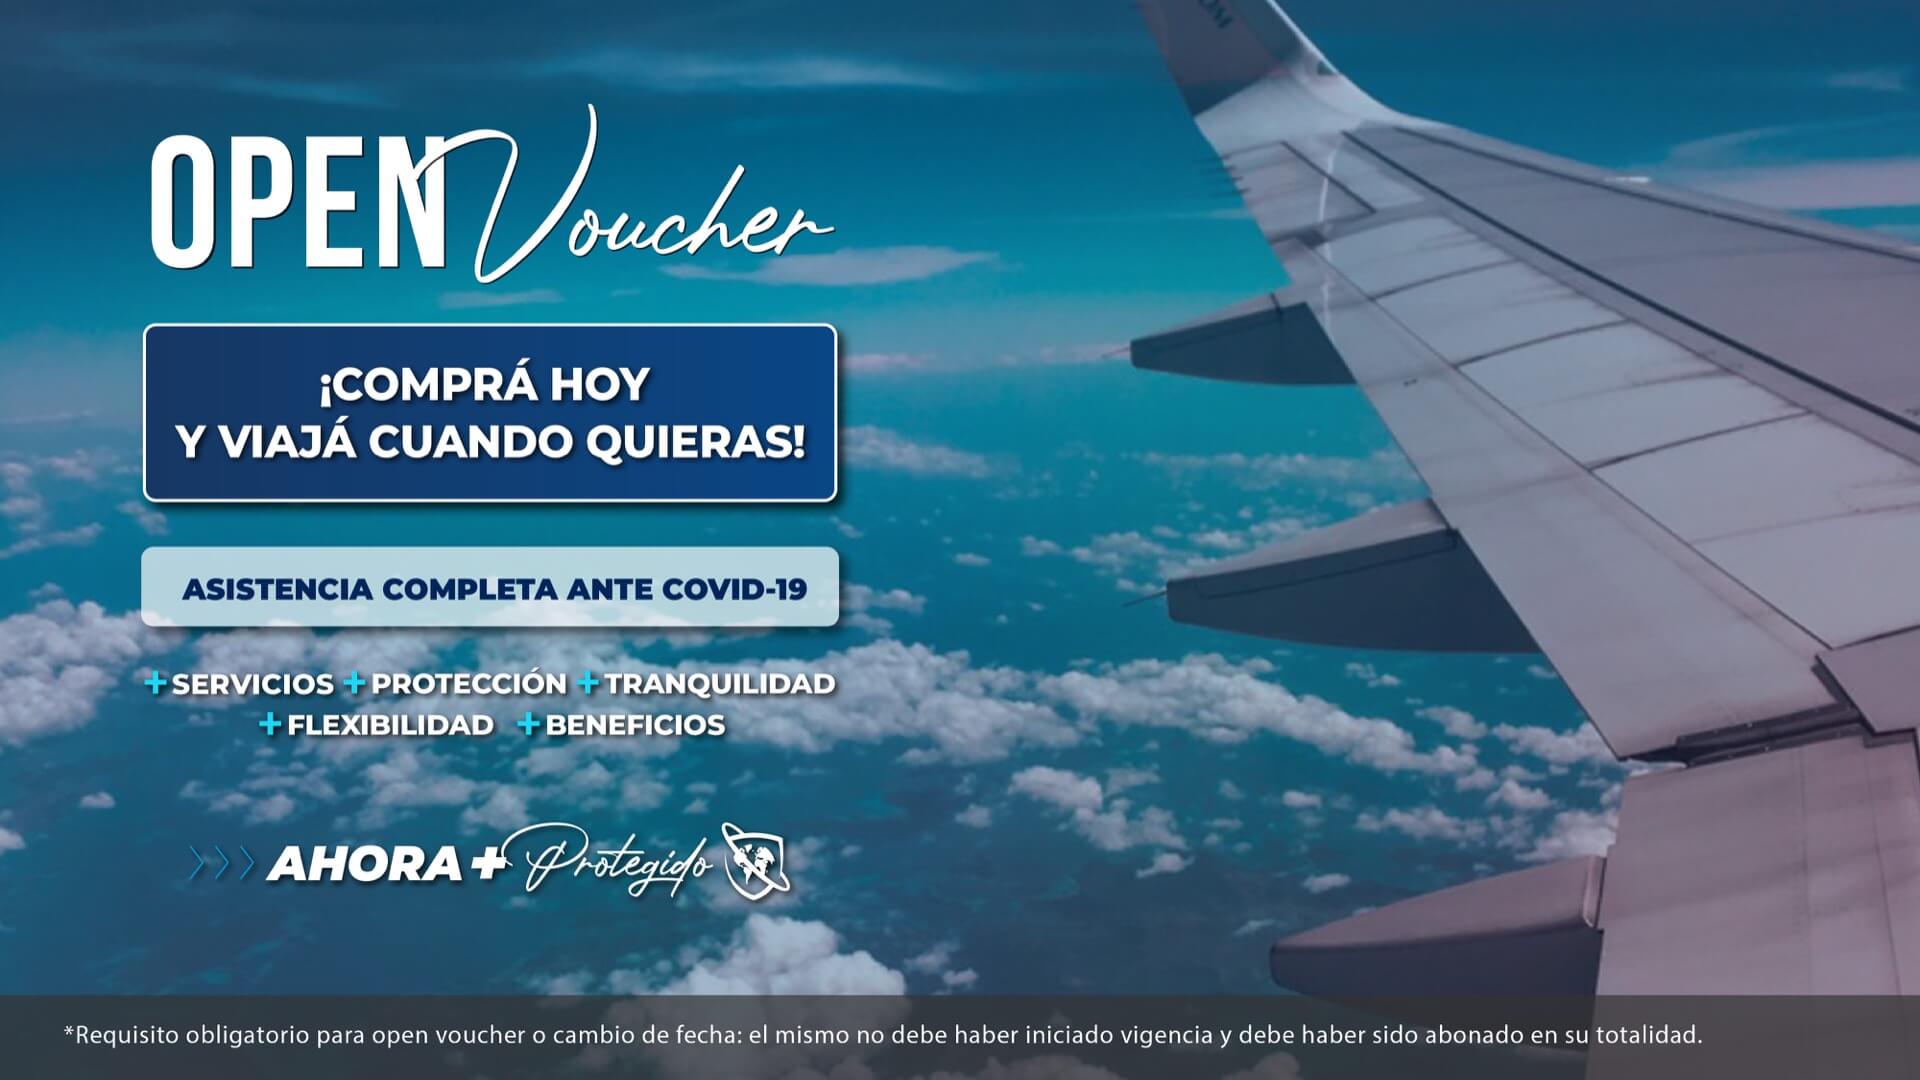 OPEN Voucher
¡COMPRÁ HOY
Y VIAJÁ CUANDO QUIERAS!
ASISTENCIA COMPLETA ANTE COVID-19
+SERVICIOS +PROTECCIÓN +TRANQUILIDAD
+FLEXIBILIDAD +BENEFICIOS
>>> AHORA + Protegido
*Requisito obligatorio para open voucher o cambio de fecha: el mismo no debe haber iniciado vigencia y debe haber sido abonado en su totalidad.